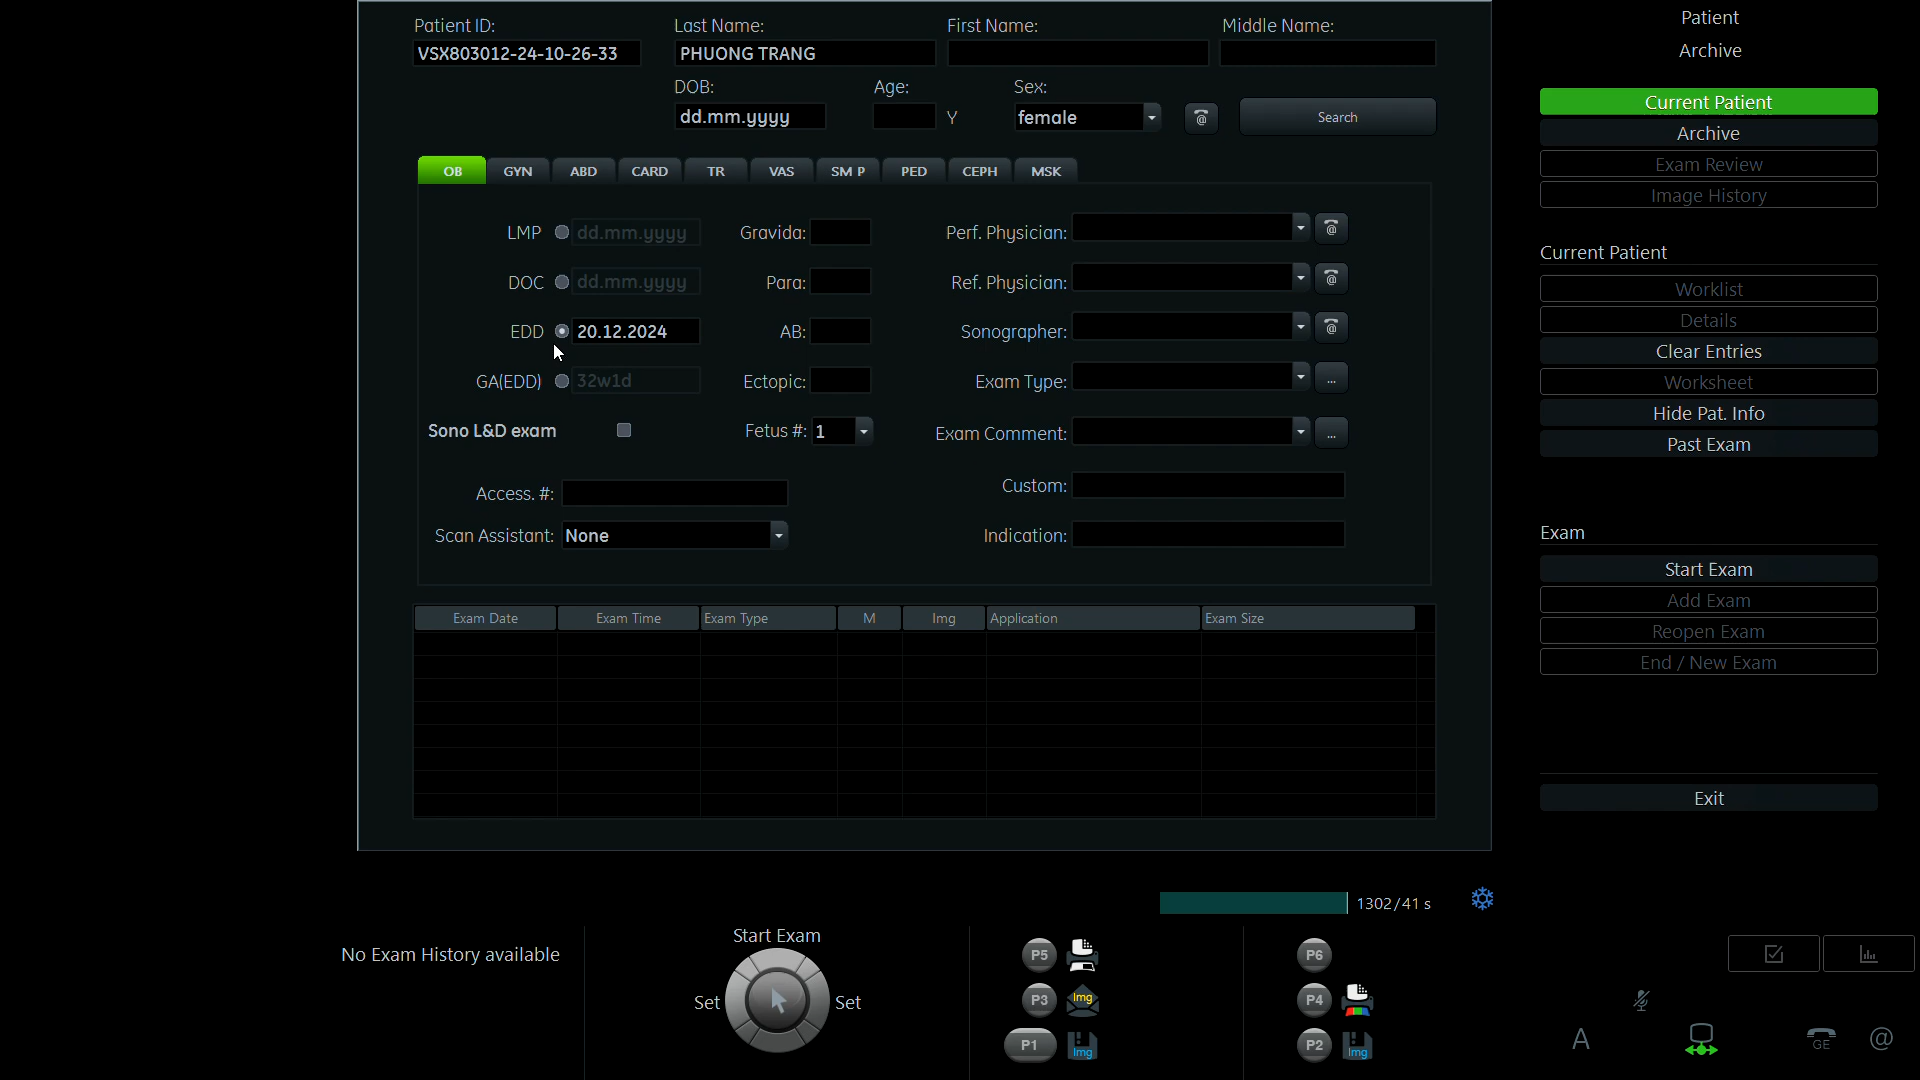 Patient ID: Last Name: First Name: Middle Name:
VSX803012-24-10-26-33 PHUONG TRANG
DOB: Age: Sex:
dd.mm.yyyy Y female @ Search
OB GYN ABD CARD TR VAS SM P PED CEPH MSK
LMP dd.mm.yyyy Gravida: Perf. Physician: @
DOC dd.mm.yyyy Para: Ref. Physician: @
EDD 20.12.2024 AB: Sonographer: @
GA(EDD) 32w1d Ectopic: Exam Type: ...
Sono L&D exam Fetus #: 1 Exam Comment: ...
Access. #: Custom:
Scan Assistant: None Indication:
Exam Date Exam Time Exam Type M Img Application Exam Size
Patient
Archive
Current Patient
Archive
Exam Review
Image History
Current Patient
Worklist
Details
Clear Entries
Worksheet
Hide Pat. Info
Past Exam
Exam
Start Exam
Add Exam
Reopen Exam
End / New Exam
Exit
1302/41 s
No Exam History available
Start Exam
Set Set
P5 P6
P3 Img P4
P1 Img P2 Img
A GE @